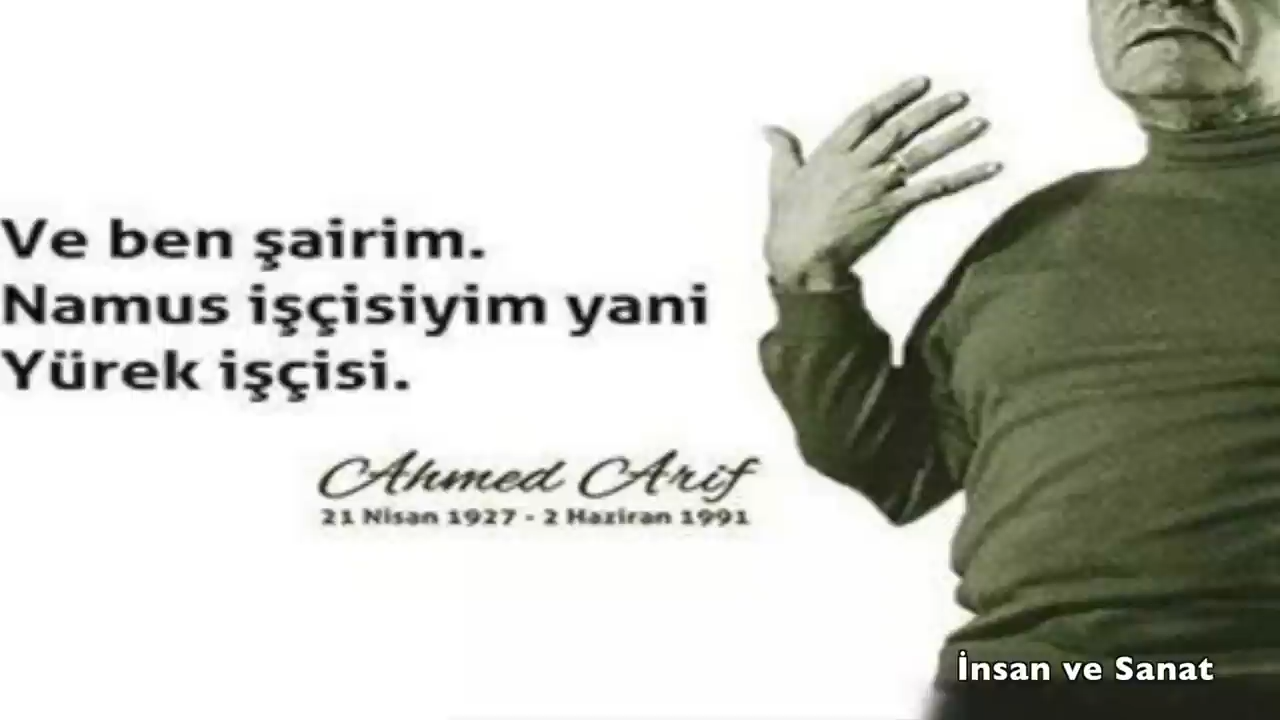 Ve ben şairim.
Namus işçisiyim yani
Yürek işçisi.
Ahmed Arif
21 Nisan 1927 - 2 Haziran 1991
İnsan ve Sanat